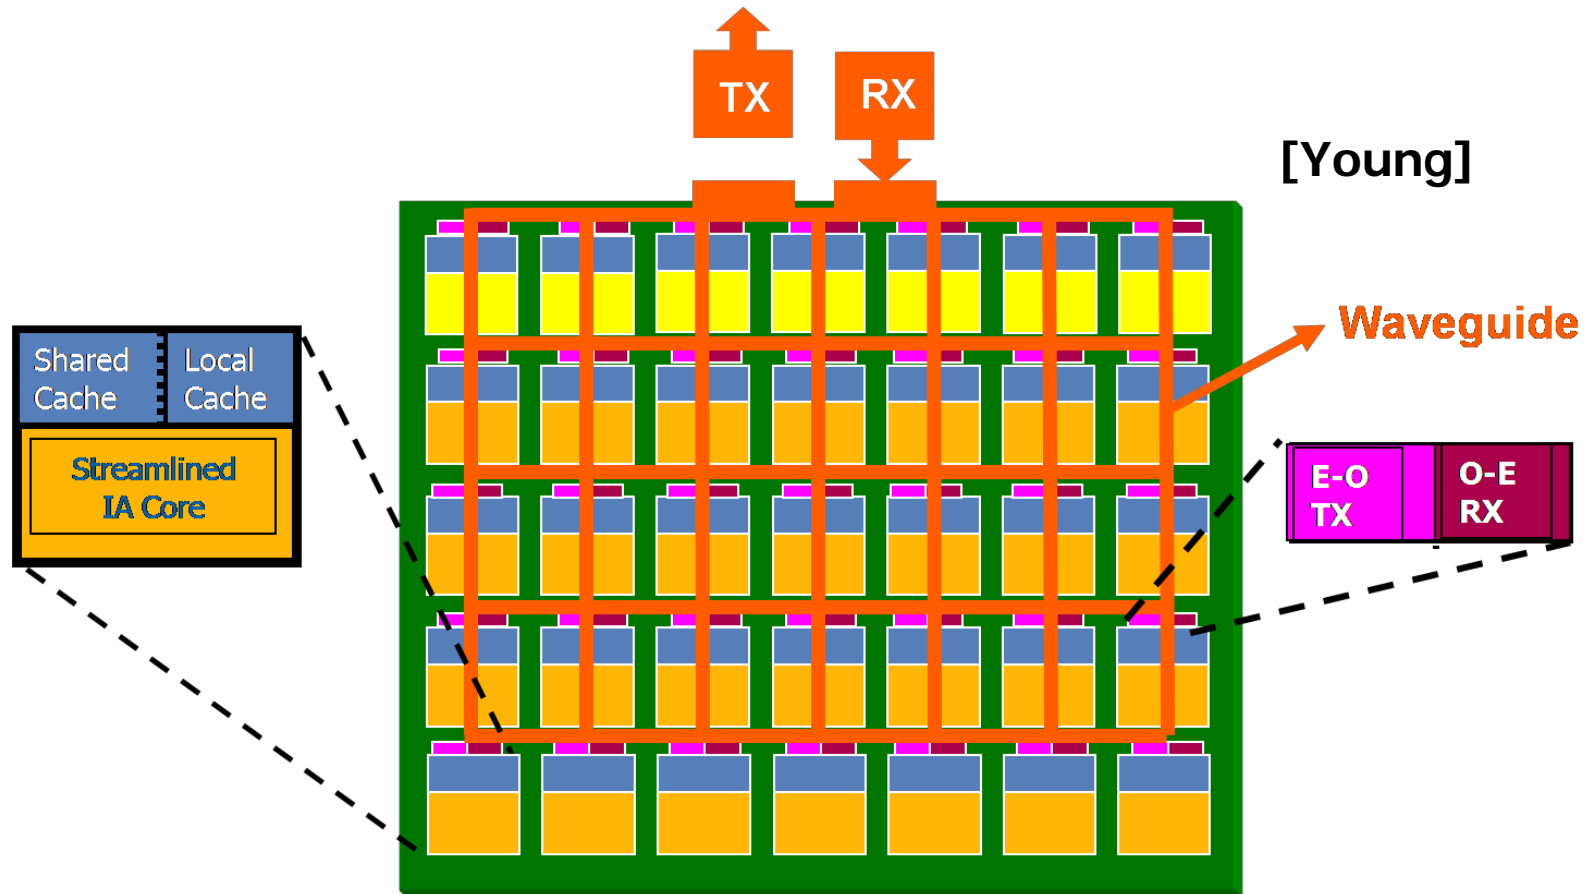 TX
RX
[Young]
Waveguide
Shared
Cache
Local
Cache
Streamlined
IA Core
E-O
TX
O-E
RX